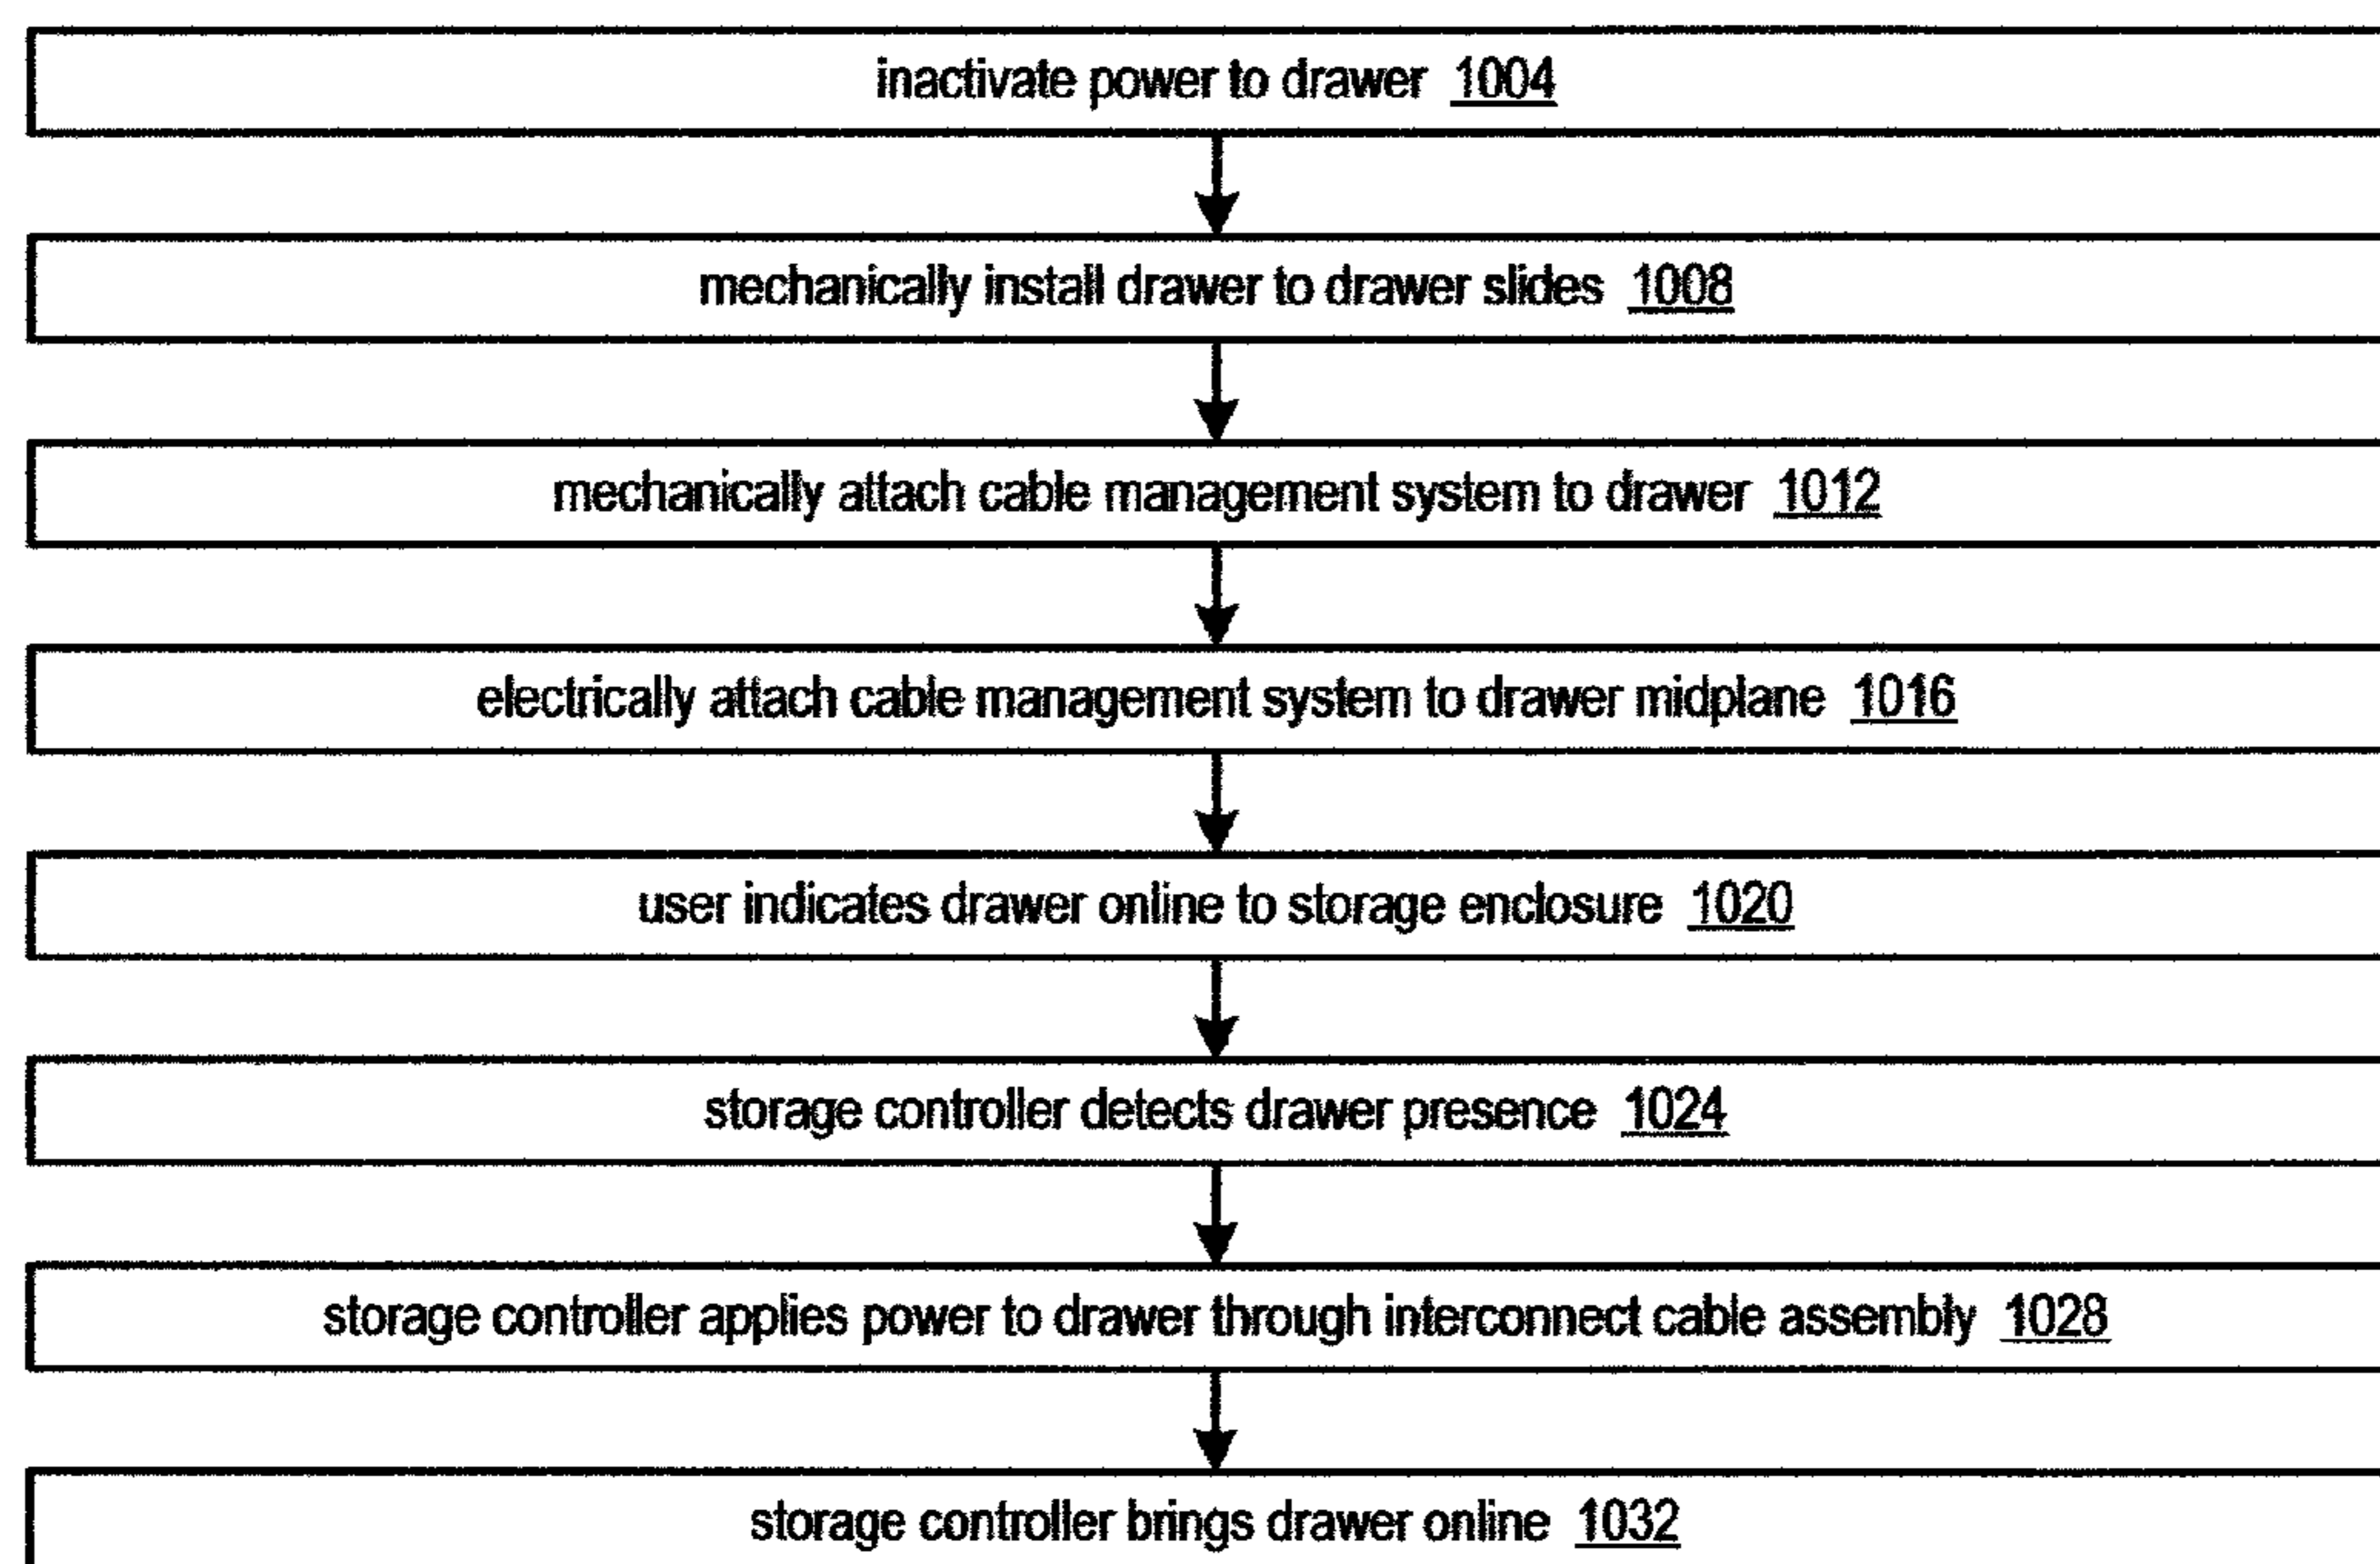 inactivate power to drawer 1004
mechanically install drawer to drawer slides 1008
mechanically attach cable management system to drawer 1012
electrically attach cable management system to drawer midplane 1016
user indicates drawer online to storage enclosure 1020
storage controller detects drawer presence 1024
storage controller applies power to drawer through interconnect cable assembly 1028
storage controller brings drawer online 1032